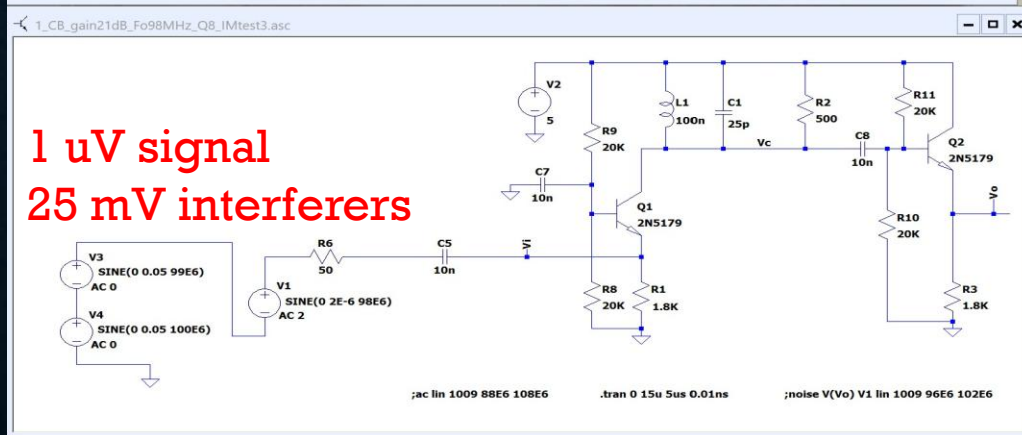 1_CB_gain21dB_Fo98MHz_Q8_IMtest3.asc
1 uV signal
25 mV interferers
V2
5
R9
20K
L1
100n
C1
25p
R2
500
R11
20K
Vc
C8
10n
Q2
2N5179
C7
10n
Q1
2N5179
Vo
R10
20K
V3
SINE(0 0.05 99E6)
AC 0
R6
50
C5
10n
Vi
V1
SINE(0 2E-6 98E6)
AC 2
R8
20K
R1
1.8K
R3
1.8K
V4
SINE(0 0.05 100E6)
AC 0
;ac lin 1009 88E6 108E6
.tran 0 15u 5us 0.01ns
;noise V(Vo) V1 lin 1009 96E6 102E6